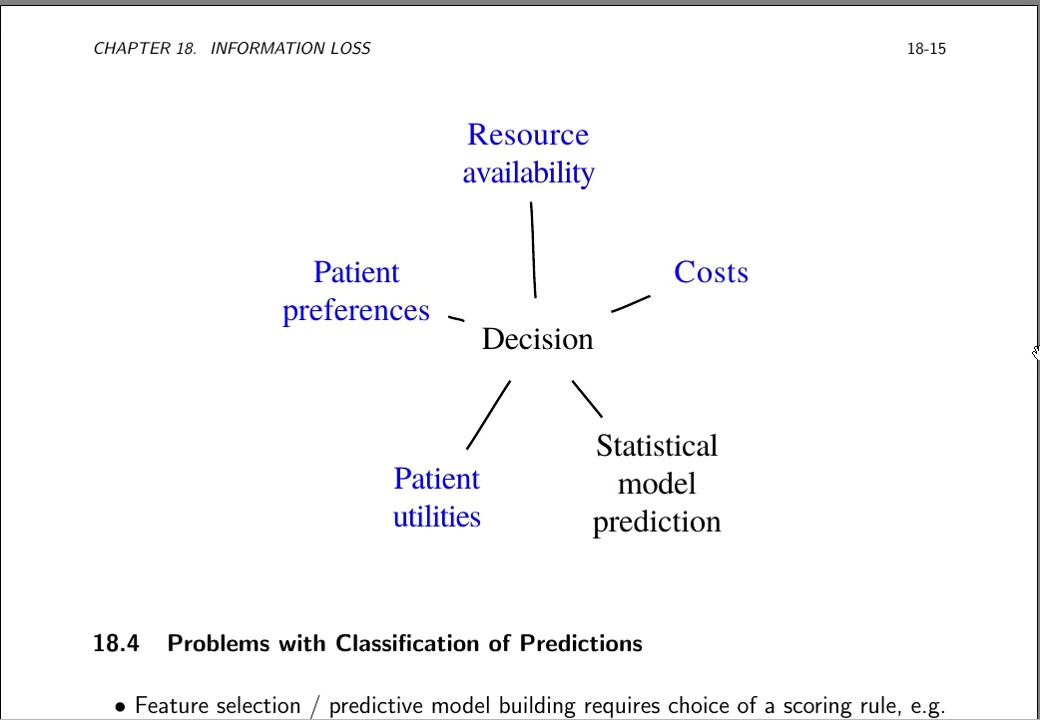 CHAPTER 18. INFORMATION LOSS 18-15
Resource
availability
Patient
preferences
Costs
Decision
Patient
utilities
Statistical
model
prediction
18.4 Problems with Classification of Predictions
• Feature selection / predictive model building requires choice of a scoring rule, e.g.